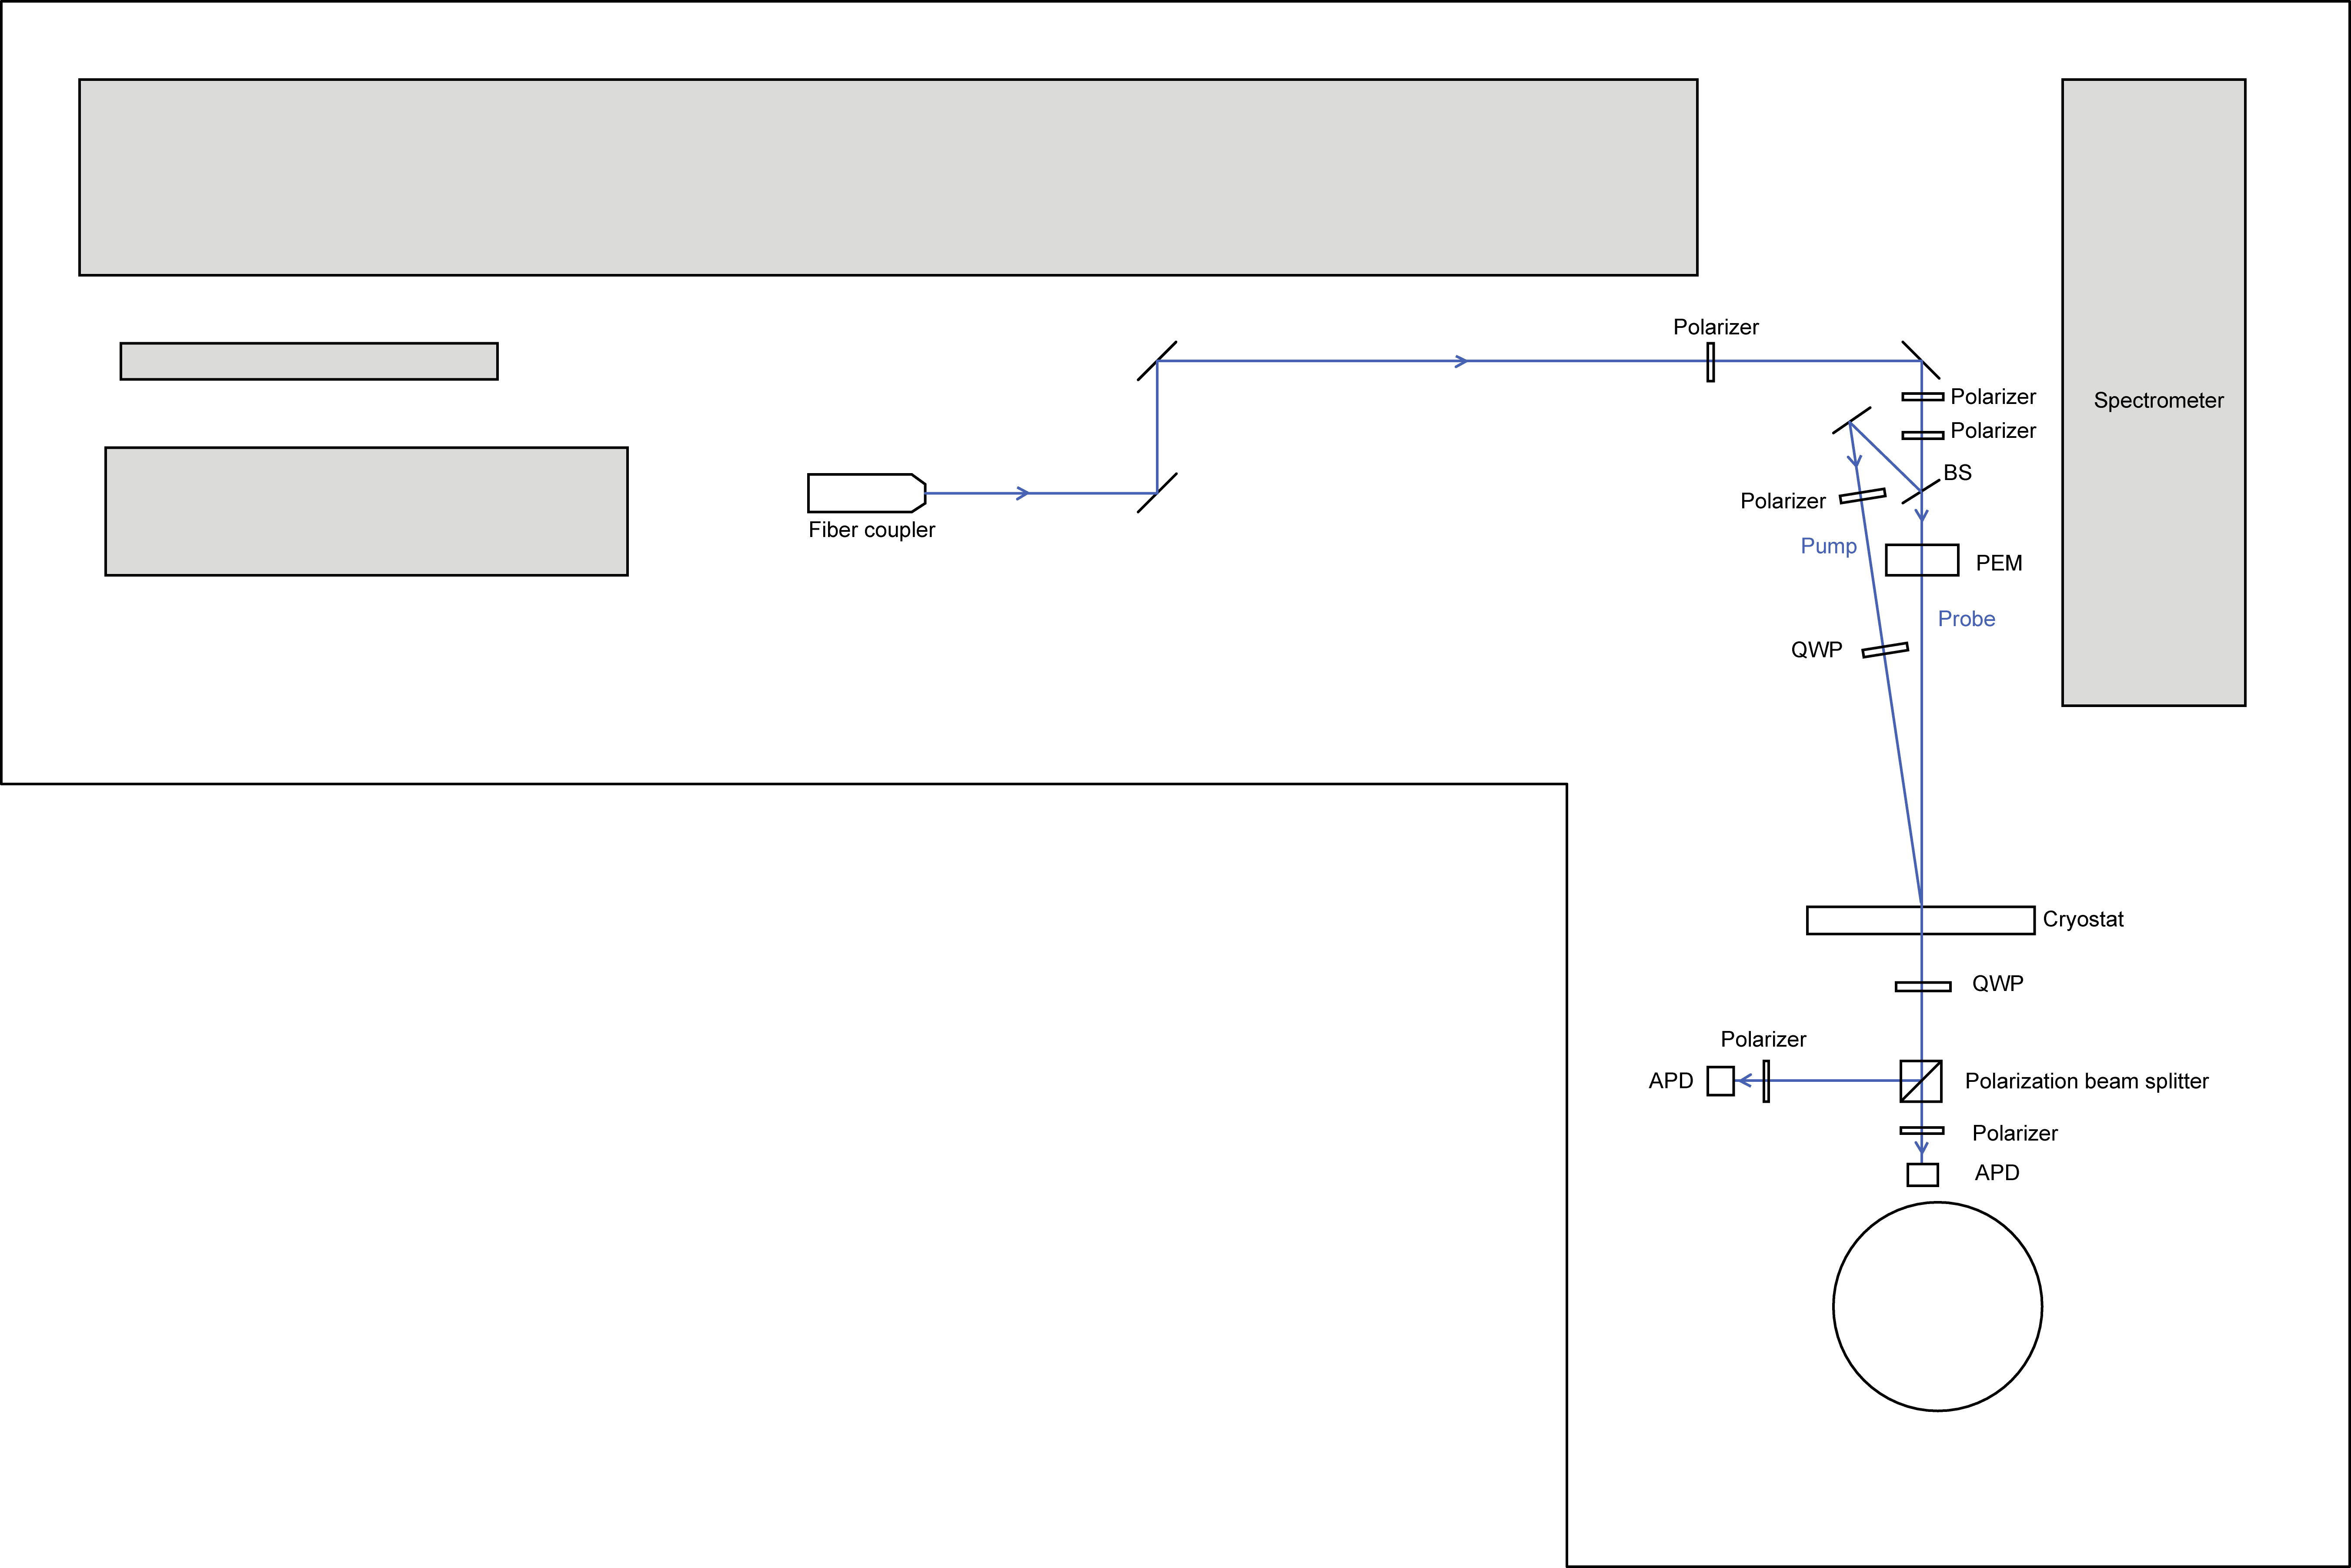 Polarizer
Polarizer
Spectrometer
Polarizer
BS
Polarizer
Fiber coupler
Pump
PEM
Probe
QWP
Cryostat
QWP
Polarizer
APD
Polarization beam splitter
Polarizer
APD